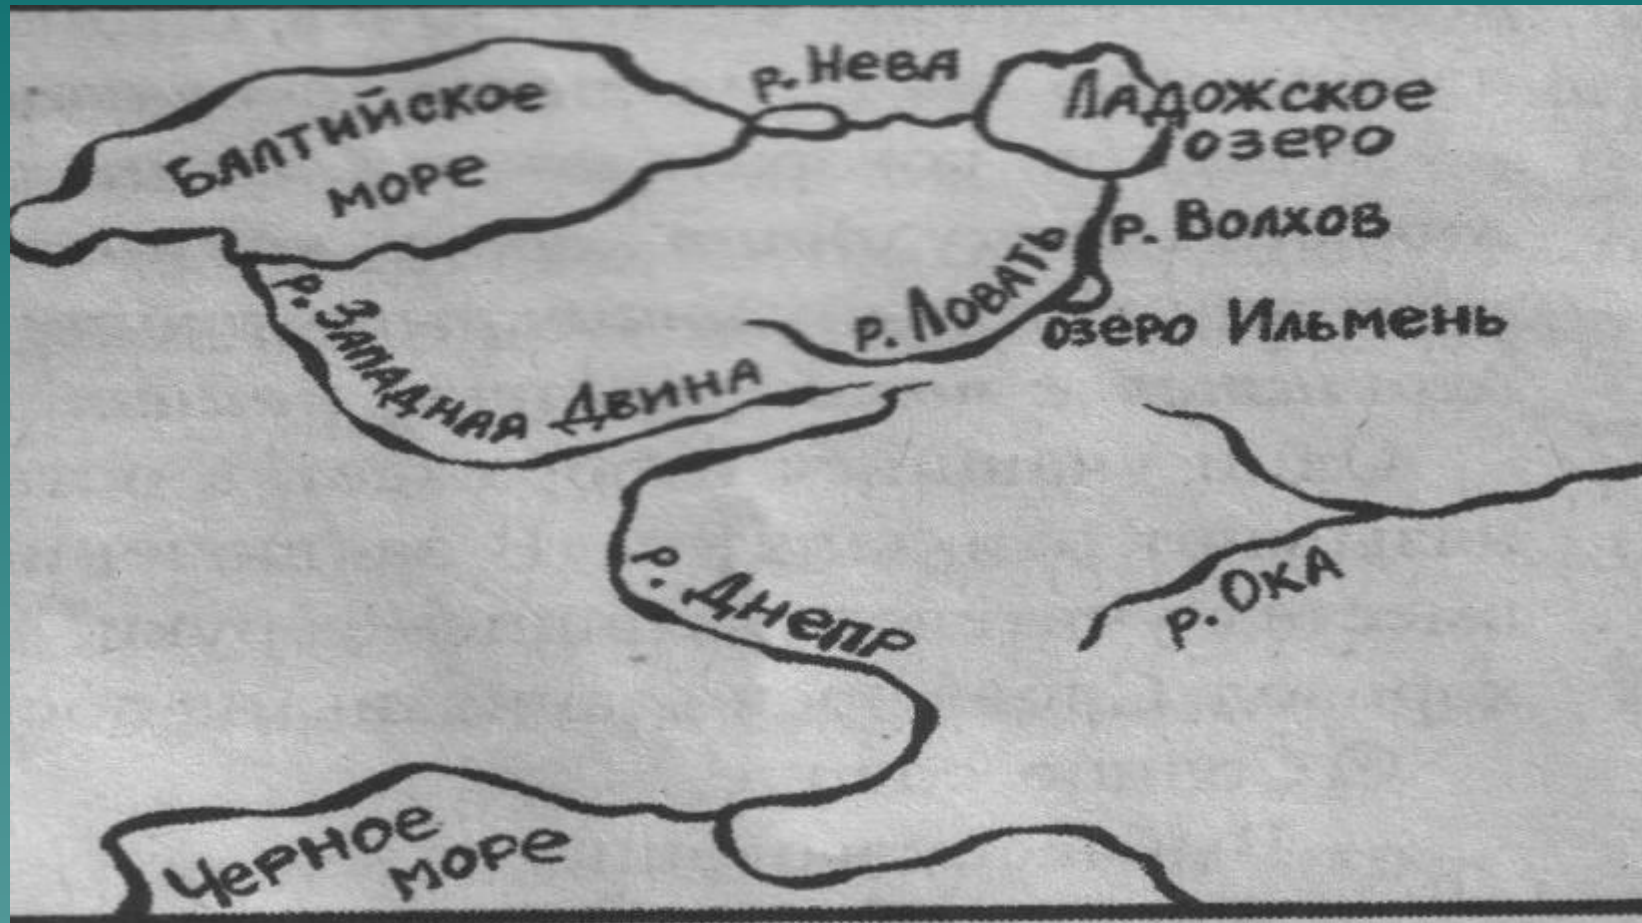 р. Нева
Ладожское
озеро
Балтийское
море
р. Волхов
р. Ловать
озеро Ильмень
р. Западная Двина
р. Ока
р. Днепр
Черное
море